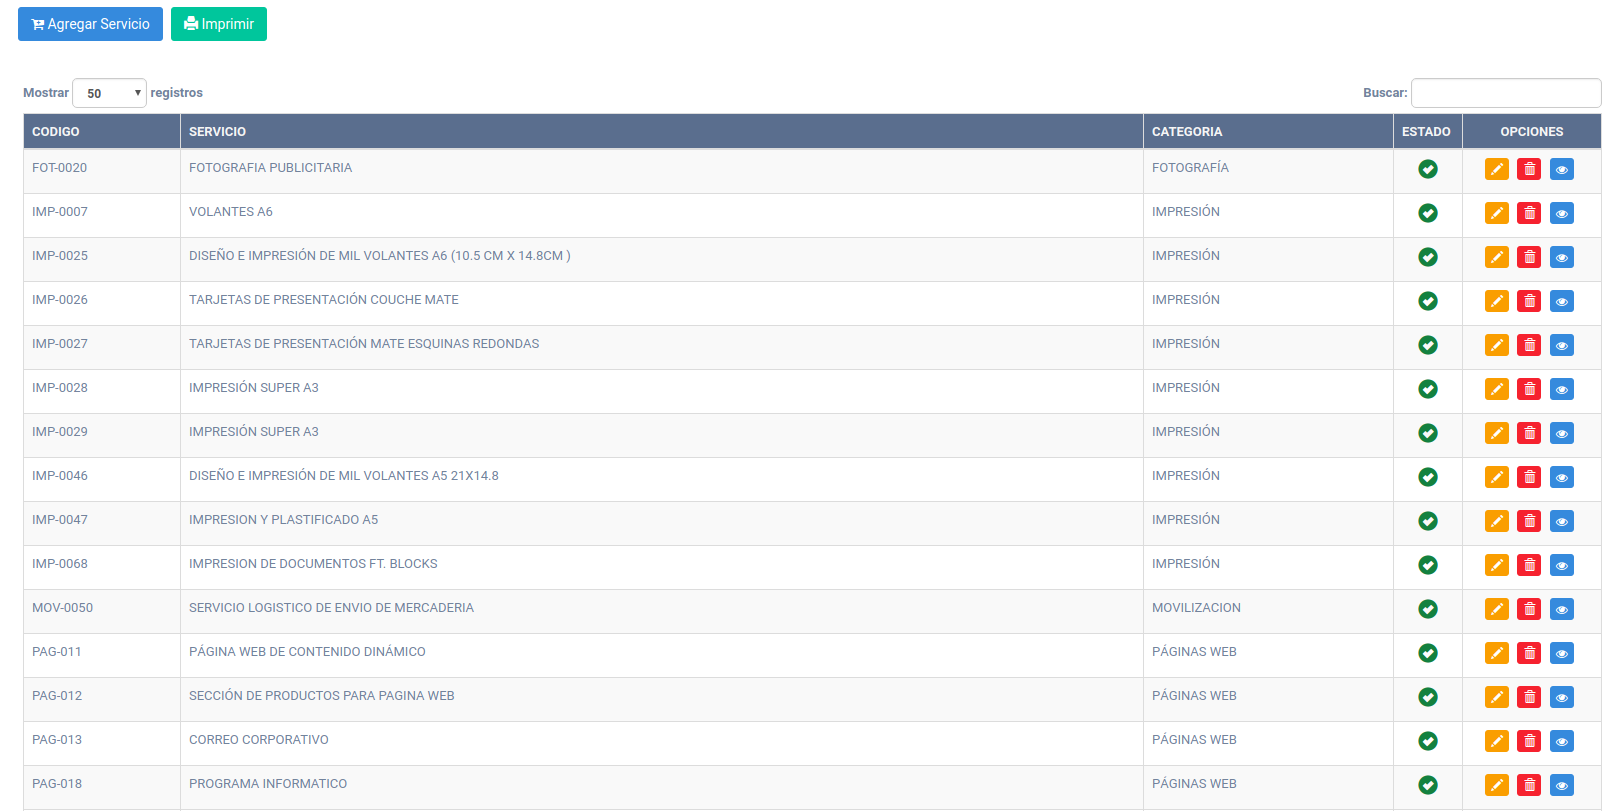 Agregar Servicio Imprimir
Mostrar 50 registros Buscar:
CODIGO SERVICIO CATEGORIA ESTADO OPCIONES
FOT-0020 FOTOGRAFIA PUBLICITARIA FOTOGRAFÍA
IMP-0007 VOLANTES A6 IMPRESIÓN
IMP-0025 DISEÑO E IMPRESIÓN DE MIL VOLANTES A6 (10.5 CM X 14.8CM ) IMPRESIÓN
IMP-0026 TARJETAS DE PRESENTACIÓN COUCHE MATE IMPRESIÓN
IMP-0027 TARJETAS DE PRESENTACIÓN MATE ESQUINAS REDONDAS IMPRESIÓN
IMP-0028 IMPRESIÓN SUPER A3 IMPRESIÓN
IMP-0029 IMPRESIÓN SUPER A3 IMPRESIÓN
IMP-0046 DISEÑO E IMPRESIÓN DE MIL VOLANTES A5 21X14.8 IMPRESIÓN
IMP-0047 IMPRESION Y PLASTIFICADO A5 IMPRESIÓN
IMP-0068 IMPRESION DE DOCUMENTOS FT. BLOCKS IMPRESIÓN
MOV-0050 SERVICIO LOGISTICO DE ENVIO DE MERCADERIA MOVILIZACION
PAG-011 PÁGINA WEB DE CONTENIDO DINÁMICO PÁGINAS WEB
PAG-012 SECCIÓN DE PRODUCTOS PARA PAGINA WEB PÁGINAS WEB
PAG-013 CORREO CORPORATIVO PÁGINAS WEB
PAG-018 PROGRAMA INFORMATICO PÁGINAS WEB